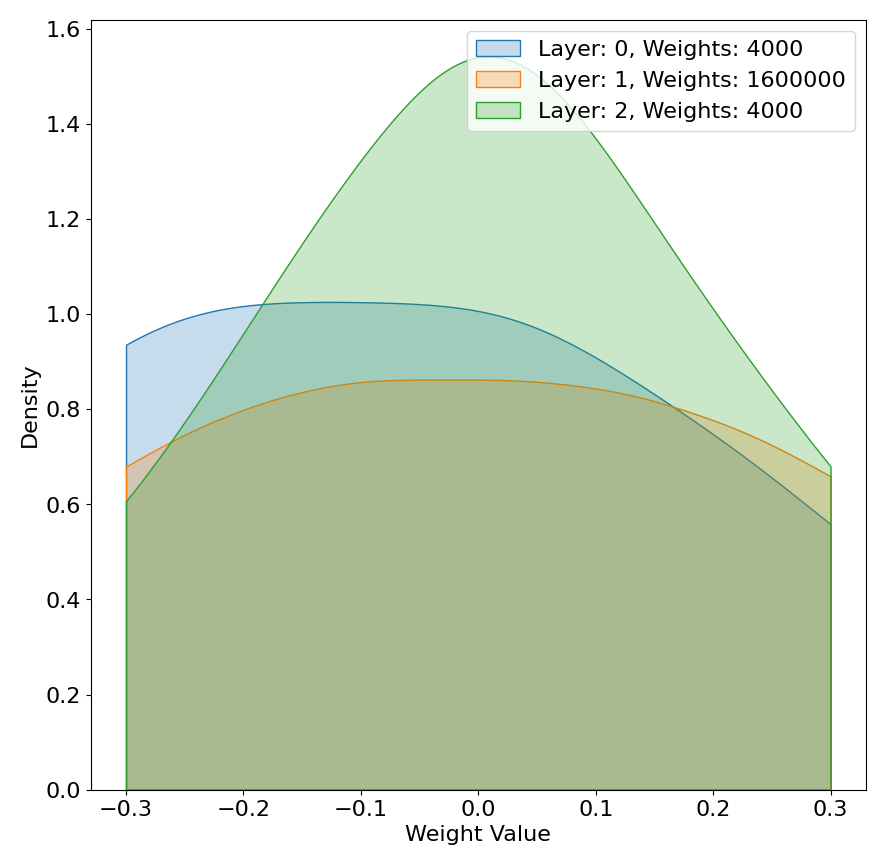 1.6
1.4
1.2
1.0
0.8
0.6
0.4
0.2
0.0
Density
Layer: 0, Weights: 4000
Layer: 1, Weights: 1600000
Layer: 2, Weights: 4000
−0.3 −0.2 −0.1 0.0 0.1 0.2 0.3
Weight Value